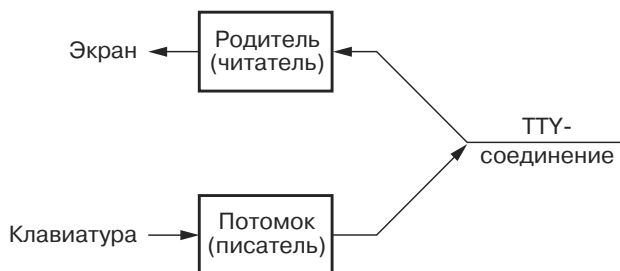 Экран
Родитель
(читатель)
TTY-
соединение
Клавиатура
Потомок
(писатель)